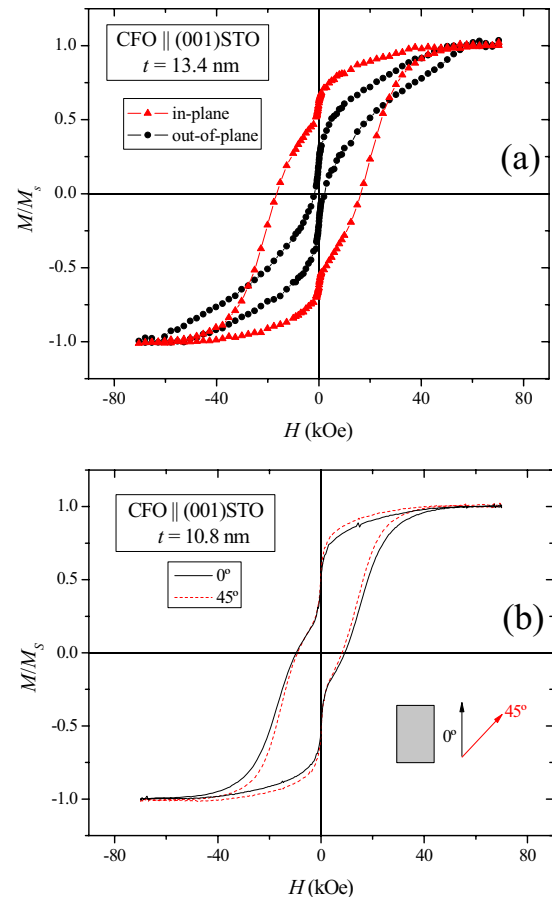 CFO || (001)STO
t = 13.4 nm
in-plane
out-of-plane
(a)
1.0
0.5
0.0
-0.5
-1.0
M/M_s
-80
-40
0
40
80
H (kOe)
CFO || (001)STO
t = 10.8 nm
0º
45º
(b)
1.0
0.5
0.0
-0.5
-1.0
M/M_S
45º
0º
-80
-40
0
40
80
H (kOe)